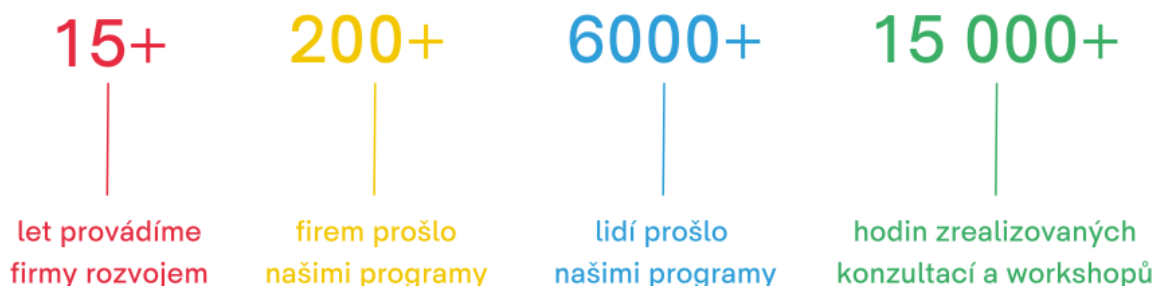 15+
200+
6000+
15 000+
let provádíme
firmy rozvojem
firem prošlo
našimi programy
lidí prošlo
našimi programy
hodin zrealizovaných
konzultací a workshopů